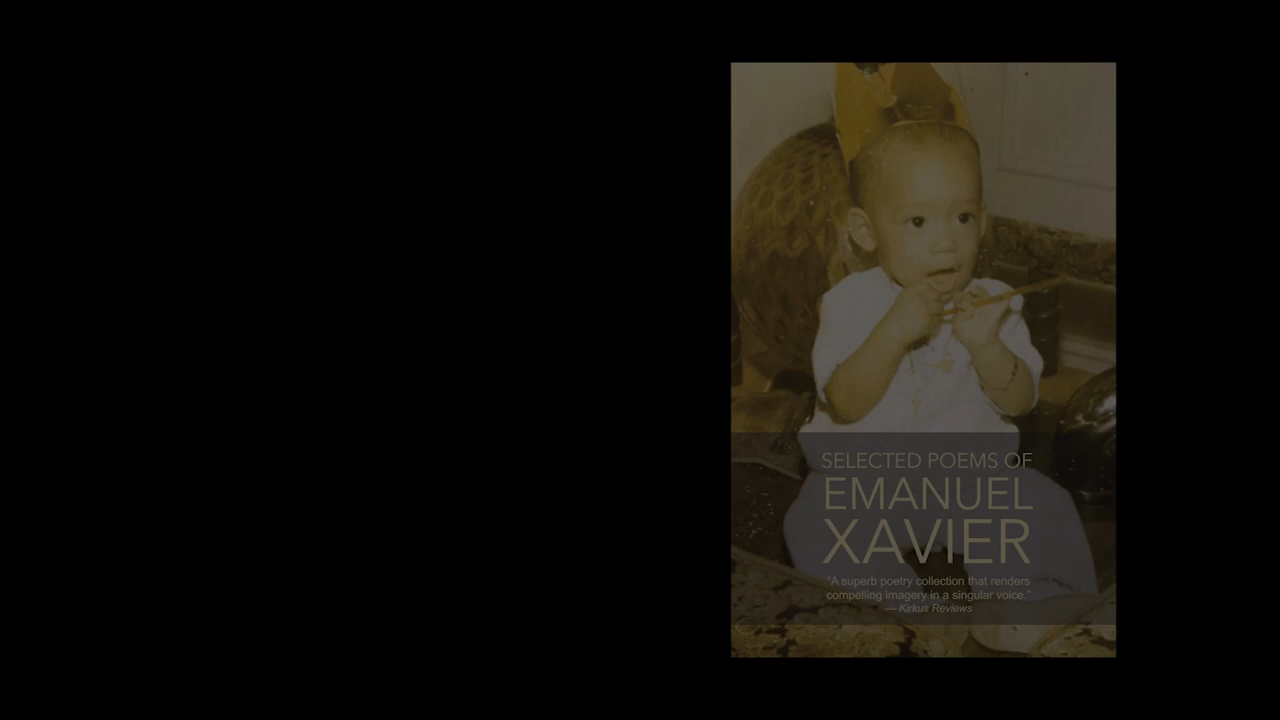 SELECTED POEMS OF
EMANUEL
XAVIER
“A superb poetry collection that renders
compelling imagery in a singular voice.”
— Kirkus Reviews